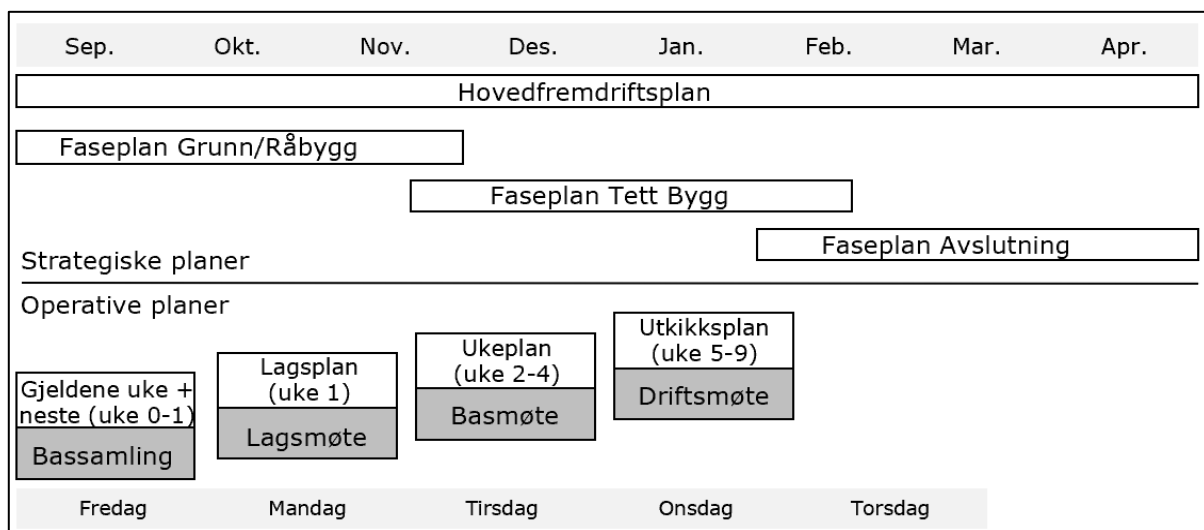 Sep. Okt. Nov. Des. Jan. Feb. Mar. Apr.
Hovedfremdriftsplan
Faseplan Grunn/Råbygg
Faseplan Tett Bygg
Faseplan Avslutning
Strategiske planer
Operative planer
Gjeldene uke +
neste (uke 0-1)
Bassamling
Lagsplan
(uke 1)
Lagsmøte
Ukeplan
(uke 2-4)
Basmøte
Utkikksplan
(uke 5-9)
Driftsmøte
Fredag Mandag Tirsdag Onsdag Torsdag